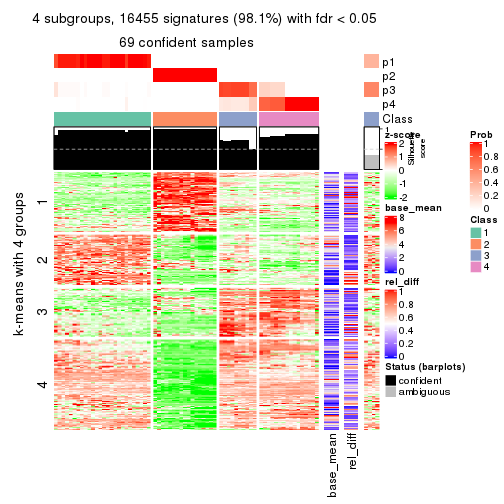 4 subgroups, 16455 signatures (98.1%) with fdr < 0.05
69 confident samples
p1
p2
p3
p4
Class
1
Silhouette
score
z-score
2
1
0
-1
-2
Prob
1
0.8
0.6
0.4
0.2
0
base_mean
8
6
4
2
0
Class
1
2
3
4
rel_diff
1
0.8
0.6
0.4
0.2
0
Status (barplots)
confident
ambiguous
k-means with 4 groups
1
2
3
4
base_mean
rel_diff